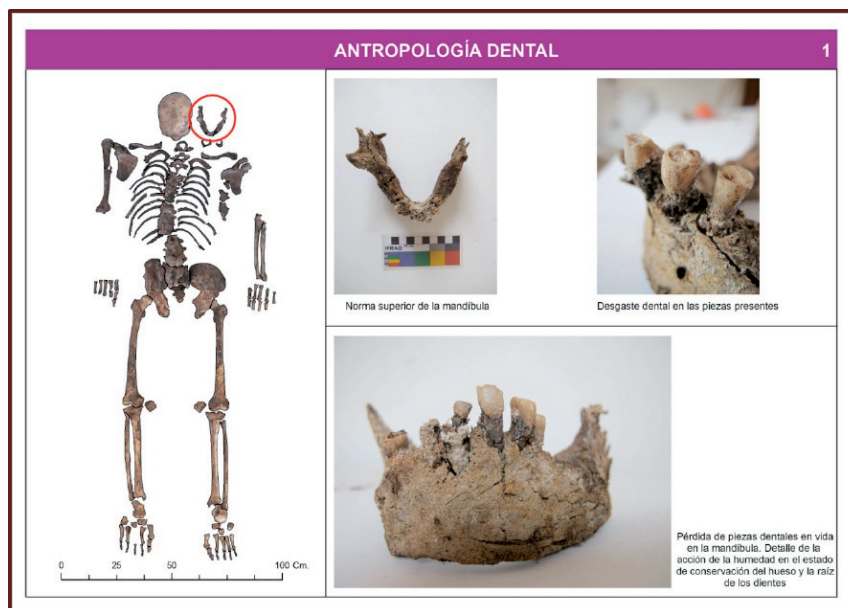 ANTROPOLOGÍA DENTAL
1
Norma superior de la mandíbula
Desgaste dental en las piezas presentes
Pérdida de piezas dentales en vida
en la mandíbula. Detalle de la
acción de la humedad en el estado
de conservación del hueso y la raíz
de los dientes
0 25 50 75 100 Cm.